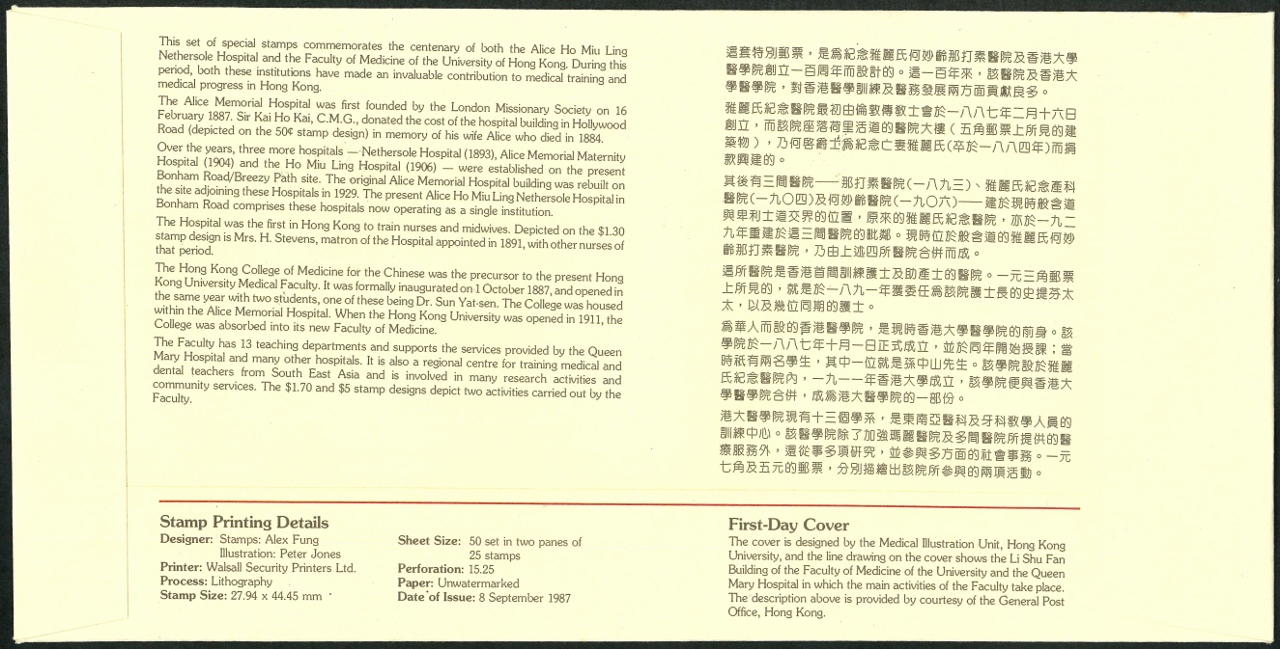 This set of special stamps commemorates the centenary of both the Alice Ho Miu Ling
Nethersole Hospital and the Faculty of Medicine of the University of Hong Kong. During this
period, both these institutions have made an invaluable contribution to medical training and
medical progress in Hong Kong.
The Alice Memorial Hospital was first founded by the London Missionary Society on 16
February 1887. Sir Kai Ho Kai, C.M.G., donated the cost of the hospital building in Hollywood
Road (depicted on the 50¢ stamp design) in memory of his wife Alice who died in 1884.
Over the years, three more hospitals — Nethersole Hospital (1893), Alice Memorial Maternity
Hospital (1904) and the Ho Miu Ling Hospital (1906) — were established on the present
Bonham Road/Breezy Path site. The original Alice Memorial Hospital building was rebuilt on
the site adjoining these Hospitals in 1929. The present Alice Ho Miu Ling Nethersole Hospital in
Bonham Road comprises these hospitals now operating as a single institution.
The Hospital was the first in Hong Kong to train nurses and midwives. Depicted on the $1.30
stamp design is Mrs. H. Stevens, matron of the Hospital appointed in 1891, with other nurses of
that period.
The Hong Kong College of Medicine for the Chinese was the precursor to the present Hong
Kong University Medical Faculty. It was formally inaugurated on 1 October 1887, and opened in
the same year with two students, one of these being Dr. Sun Yat-sen. The College was housed
within the Alice Memorial Hospital. When the Hong Kong University was opened in 1911, the
College was absorbed into its new Faculty of Medicine.
The Faculty has 13 teaching departments and supports the services provided by the Queen
Mary Hospital and many other hospitals. It is also a regional centre for training medical and
dental teachers from South East Asia and is involved in many research activities and
community services. The $1.70 and $5 stamp designs depict two activities carried out by the
Faculty.
這套特別郵票，是爲紀念雅麗氏何妙齡那打素醫院及香港大學
醫學院創立一百周年而設計的。這一百年來，該醫院及香港大
學醫學院，對香港醫學訓練及醫務發展兩方面貢獻良多。
雅麗氏紀念醫院最初由倫敦傳教士會於一八八七年二月十六日
創立，而該院座落荷里活道的醫院大樓（五角郵票上所見的建
築物），乃何啓爵士爲紀念亡妻雅麗氏(卒於一八八四年)而捐
款興建的。
其後有三間醫院——那打素醫院(一八九三)、雅麗氏紀念產科
醫院(一九〇四)及何妙齡醫院(一九〇六)——建於現時般含道
與卑利士道交界的位置，原來的雅麗氏紀念醫院，亦於一九二
九年重建於這三間醫院的毗鄰。現時位於般含道的雅麗氏何妙
齡那打素醫院，乃由上述四所醫院合併而成。
這所醫院是香港首間訓練護士及助產士的醫院。一元三角郵票
上所見的，就是於一八九一年獲委任爲該院護士長的史提芬太
太，以及幾位同期的護士。
爲華人而設的香港醫學院，是現時香港大學醫學院的前身。該
學院於一八八七年十月一日正式成立，並於同年開始授課；當
時祇有兩名學生，其中一位就是孫中山先生。該學院設於雅麗
氏紀念醫院內，一九一一年香港大學成立，該學院便與香港大
學醫學院合併，成爲港大醫學院的一部份。
港大醫學院現有十三個學系，是東南亞醫科及牙科教學人員的
訓練中心。該醫學院除了加強瑪麗醫院及多間醫院所提供的醫
療服務外，還從事多項研究，並參與多方面的社會事務。一元
七角及五元的郵票，分別描繪出該院所參與的兩項活動。
Stamp Printing Details
Designer: Stamps: Alex Fung
Illustration: Peter Jones
Printer: Walsall Security Printers Ltd.
Process: Lithography
Stamp Size: 27.94 x 44.45 mm
Sheet Size: 50 set in two panes of
25 stamps
Perforation: 15.25
Paper: Unwatermarked
Date of Issue: 8 September 1987
First-Day Cover
The cover is designed by the Medical Illustration Unit, Hong Kong
University, and the line drawing on the cover shows the Li Shu Fan
Building of the Faculty of Medicine of the University and the Queen
Mary Hospital in which the main activities of the Faculty take place.
The description above is provided by courtesy of the General Post
Office, Hong Kong.